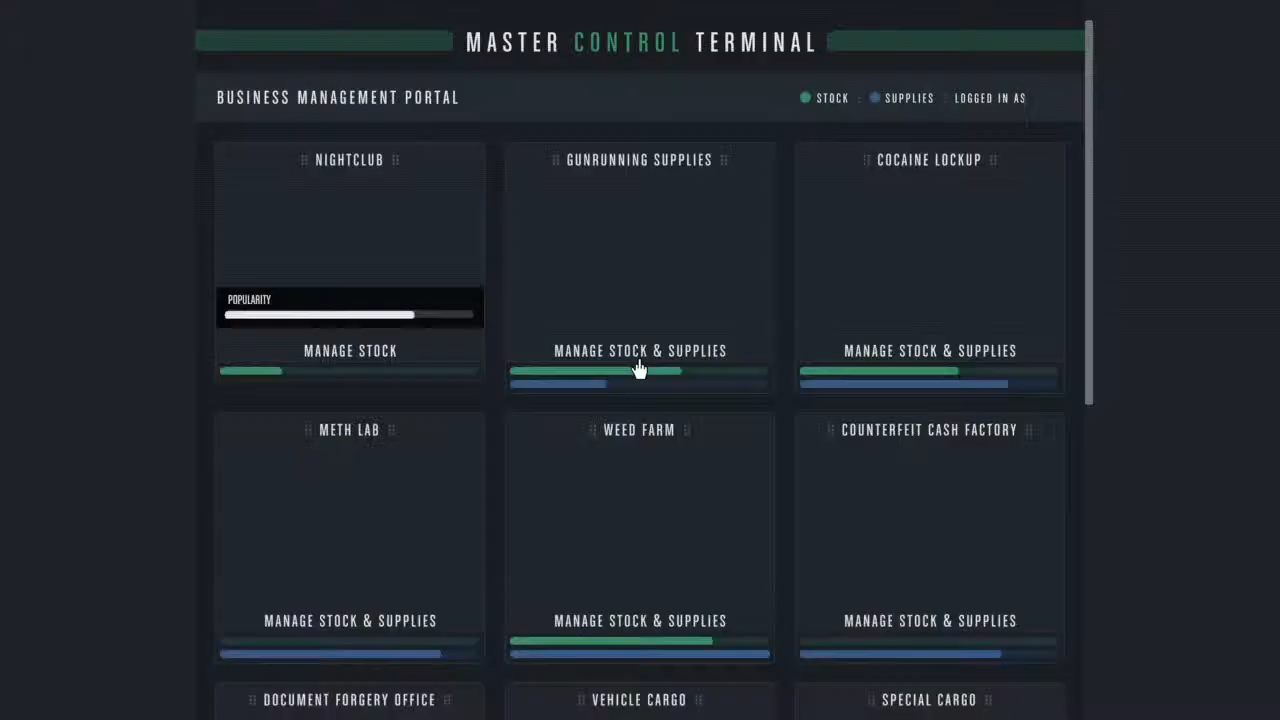 MASTER CONTROL TERMINAL
BUSINESS MANAGEMENT PORTAL
STOCK
SUPPLIES
LOGGED IN AS
NIGHTCLUB
GUNRUNNING SUPPLIES
COCAINE LOCKUP
POPULARITY
MANAGE STOCK
MANAGE STOCK & SUPPLIES
MANAGE STOCK & SUPPLIES
METH LAB
WEED FARM
COUNTERFEIT CASH FACTORY
MANAGE STOCK & SUPPLIES
MANAGE STOCK & SUPPLIES
MANAGE STOCK & SUPPLIES
DOCUMENT FORGERY OFFICE
VEHICLE CARGO
SPECIAL CARGO